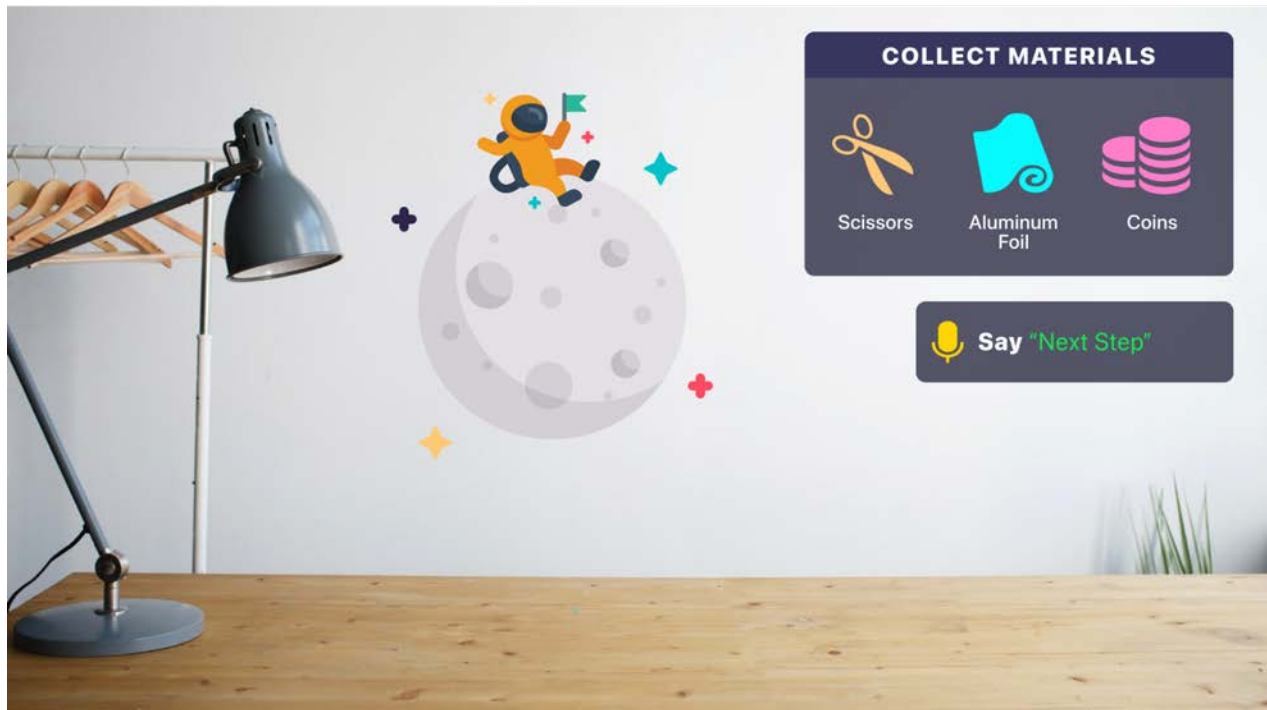 COLLECT MATERIALS
Scissors
Aluminum
Foil
Coins
Say “Next Step”